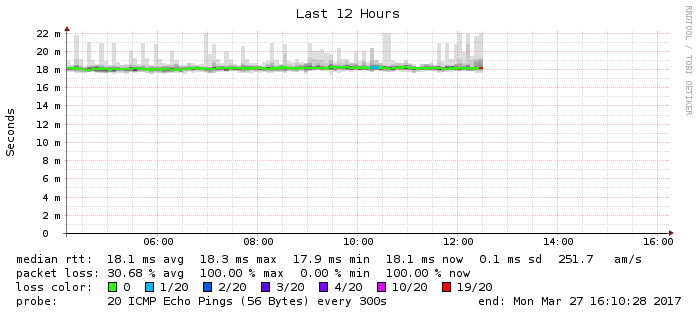 Last 12 Hours
RRDTOOL / TOBI OETIKER
Seconds
22 m
20 m
18 m
16 m
14 m
12 m
10 m
8 m
6 m
4 m
2 m
0
06:00 08:00 10:00 12:00 14:00 16:00
median rtt: 18.1 ms avg 18.3 ms max 17.9 ms min 18.1 ms now 0.1 ms sd 251.7 am/s
packet loss: 30.68 % avg 100.00 % max 0.00 % min 100.00 % now
loss color: 0 1/20 2/20 3/20 4/20 10/20 19/20
probe: 20 ICMP Echo Pings (56 Bytes) every 300s end: Mon Mar 27 16:10:28 2017